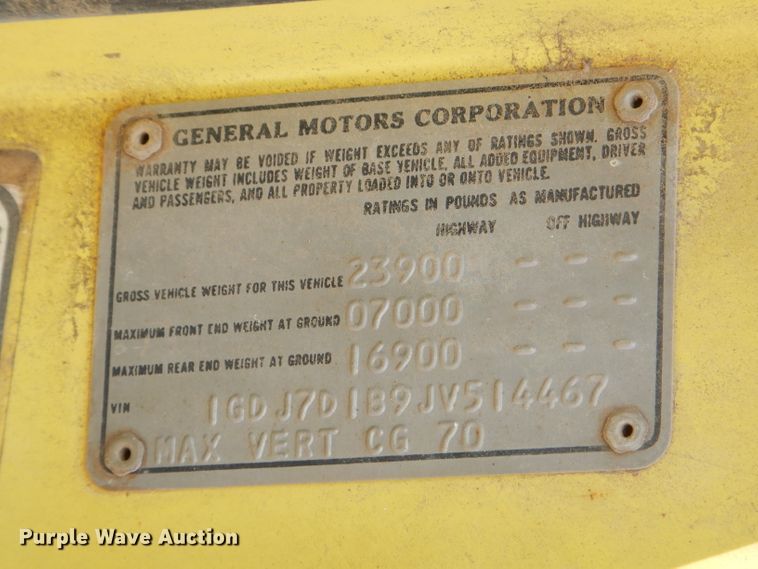 GENERAL MOTORS CORPORATION
WARRANTY MAY BE VOIDED IF WEIGHT EXCEEDS ANY OF RATINGS SHOWN. GROSS
VEHICLE WEIGHT INCLUDES WEIGHT OF BASE VEHICLE, ALL ADDED EQUIPMENT, DRIVER
AND PASSENGERS, AND ALL PROPERTY LOADED INTO OR ONTO VEHICLE.
RATINGS IN POUNDS AS MANUFACTURED
HIGHWAY OFF HIGHWAY
GROSS VEHICLE WEIGHT FOR THIS VEHICLE 23900 - - -
MAXIMUM FRONT END WEIGHT AT GROUND 07000 - - -
MAXIMUM REAR END WEIGHT AT GROUND 16900 - - -
VIN 1GDJ7D1B9JV514467
MAX VERT CG 70
Purple Wave Auction